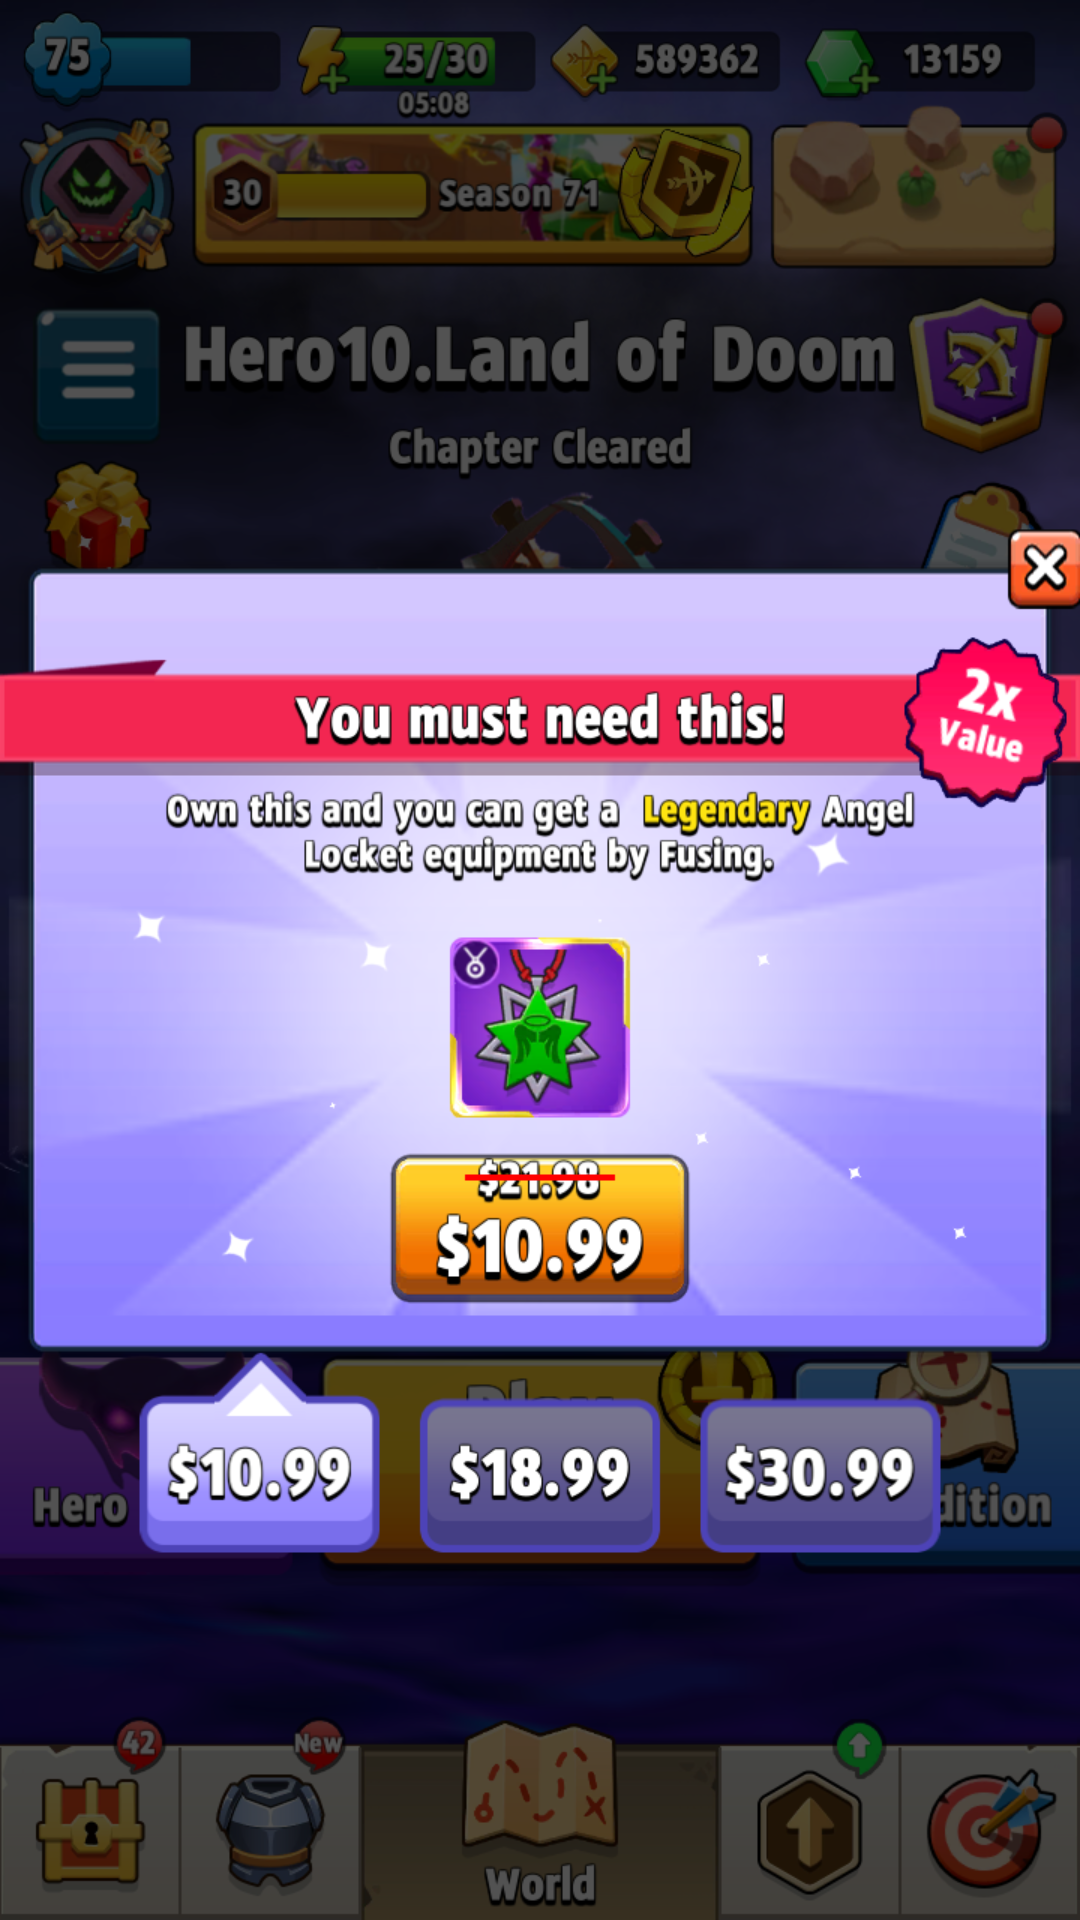 75
25/30
589362
13159
05:08
30
Season 71
Hero10.Land of Doom
Chapter Cleared
You must need this!
2x
Value
Own this and you can get a Legendary Angel
Locket equipment by Fusing.
$21.98
$10.99
Play
$10.99
$18.99
$30.99
Hero
dition
42
New
World